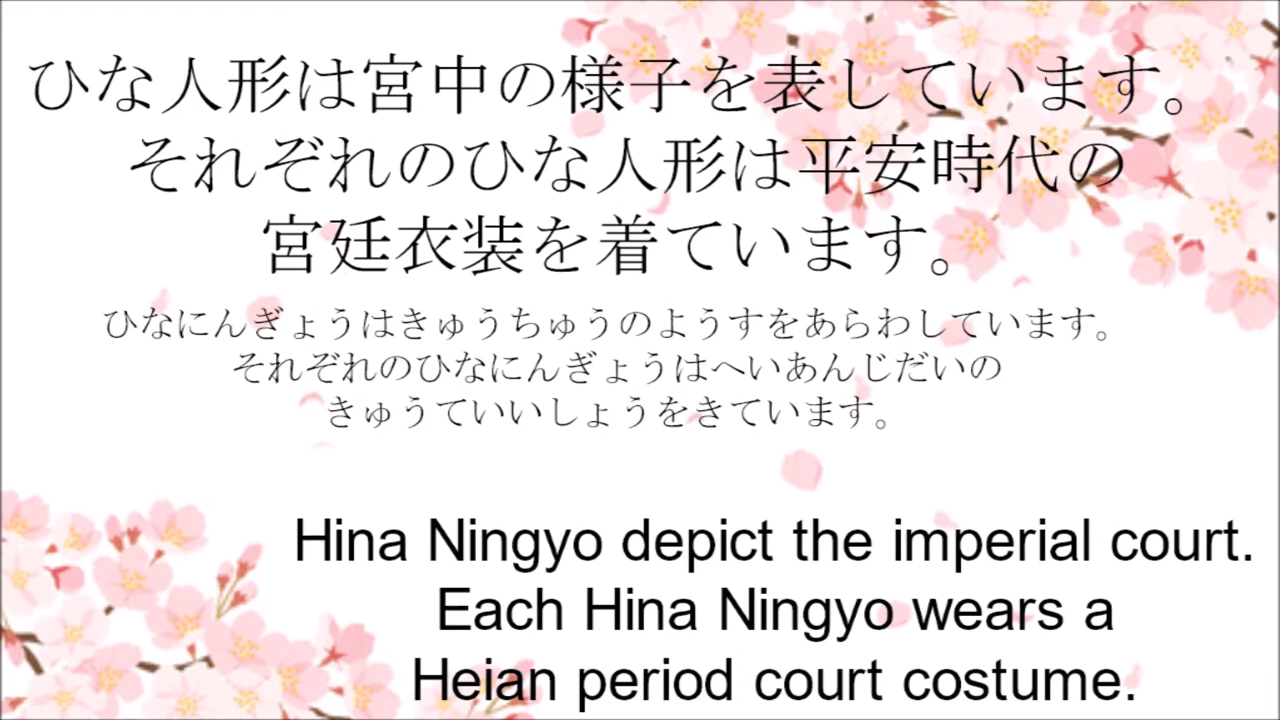 ひな人形は宮中の様子を表しています。
それぞれのひな人形は平安時代の
宮廷衣装を着ています。
ひなにんぎょうはきゅうちゅうのようすをあらわしています。
それぞれのひなにんぎょうはへいあんじだいの
きゅうていいしょうをきています。
Hina Ningyo depict the imperial court.
Each Hina Ningyo wears a
Heian period court costume.